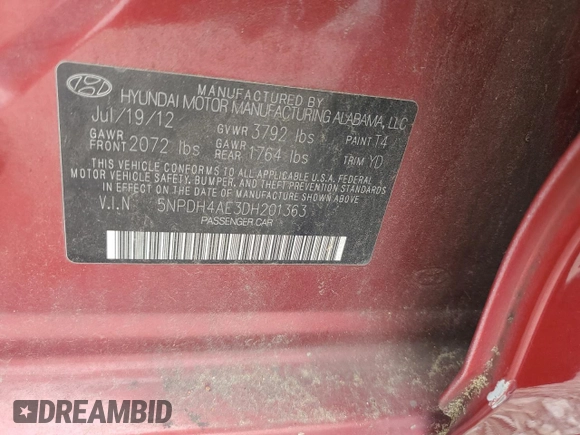 MANUFACTURED BY
HYUNDAI MOTOR MANUFACTURING ALABAMA, LLC
Jul/19/12 GVWR 3792 lbs PAINT T4
GAWR FRONT 2072 lbs GAWR REAR 1764 lbs TRIM YD
THIS VEHICLE CONFORMS TO ALL APPLICABLE U.S.A. FEDERAL
MOTOR VEHICLE SAFETY, BUMPER, AND THEFT PREVENTION STANDARDS
IN EFFECT ON THE DATE OF MANUFACTURE SHOWN ABOVE.
V.I.N 5NPDH4AE3DH201363
PASSENGER CAR
DREAMBID